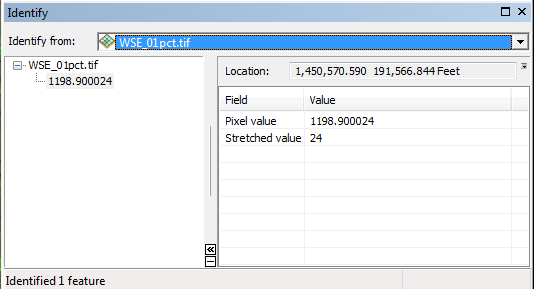 Identify
Identify from: WSE_01pct.tif
WSE_01pct.tif
1198.900024
Location: 1,450,570.590 191,566.844 Feet
Field Value
Pixel value 1198.900024
Stretched value 24
Identified 1 feature